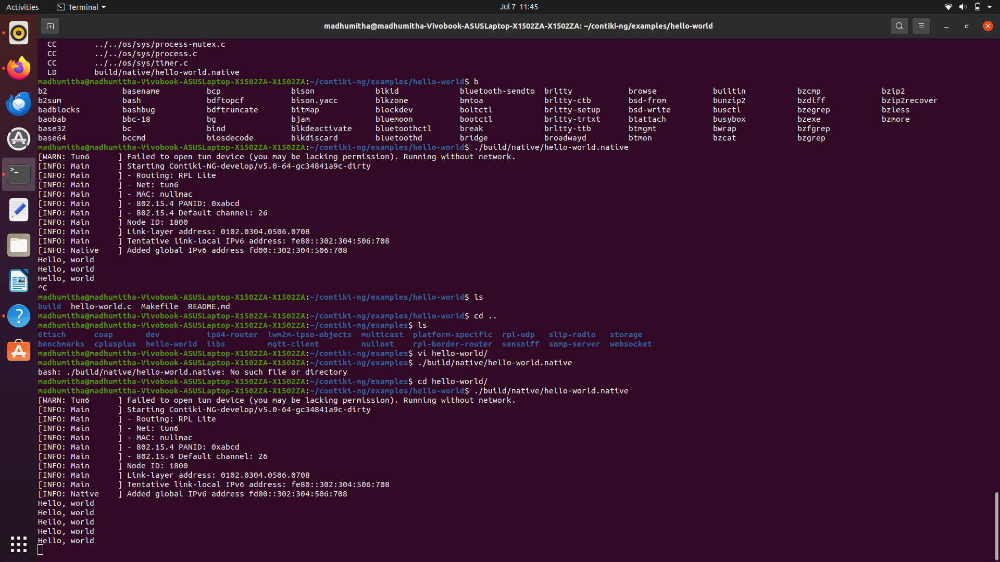 Activities Terminal Jul 7 11:45
madhumitha@madhumitha-Vivobook-ASUSLaptop-X1502ZA-X1502ZA: ~/contiki-ng/examples/hello-world
CC ../../os/sys/process-mutex.c
CC ../../os/sys/process.c
CC ../../os/sys/timer.c
LD build/native/hello-world.native
madhumitha@madhumitha-Vivobook-ASUSLaptop-X1502ZA-X1502ZA:~/contiki-ng/examples/hello-world$ b
b2 basename bcp bison blkid bluetooth-sendto brltty browse builtin bzcmp bzip2
b2sum bash bdftopcf bison.yacc blkzone bmtoa brltty-ctb bsd-from bunzip2 bzdiff bzip2recover
badblocks bashbug bdftruncate bitmap blockdev boltctl brltty-setup bsd-write busctl bzegrep bzless
baobab bbc-18 bg bjam bluemoon bootctl brltty-trtxt btattach busybox bzexe bzmore
base32 bc bind blkdeactivate bluetoothctl break brltty-ttb btmgmt bwrap bzfgrep
base64 bccmd biosdecode blkdiscard bluetoothd bridge broadwayd btmon bzcat bzgrep
madhumitha@madhumitha-Vivobook-ASUSLaptop-X1502ZA-X1502ZA:~/contiki-ng/examples/hello-world$ ./build/native/hello-world.native
[WARN: Tun6 ] Failed to open tun device (you may be lacking permission). Running without network.
[INFO: Main ] Starting Contiki-NG-develop/v5.0-64-gc34841a9c-dirty
[INFO: Main ] - Routing: RPL Lite
[INFO: Main ] - Net: tun6
[INFO: Main ] - MAC: nullmac
[INFO: Main ] - 802.15.4 PANID: 0xabcd
[INFO: Main ] - 802.15.4 Default channel: 26
[INFO: Main ] Node ID: 1800
[INFO: Main ] Link-layer address: 0102.0304.0506.0708
[INFO: Main ] Tentative link-local IPv6 address: fe80::302:304:506:708
[INFO: Native ] Added global IPv6 address fd00::302:304:506:708
Hello, world
Hello, world
Hello, world
^C
madhumitha@madhumitha-Vivobook-ASUSLaptop-X1502ZA-X1502ZA:~/contiki-ng/examples/hello-world$ ls
build hello-world.c Makefile README.md
madhumitha@madhumitha-Vivobook-ASUSLaptop-X1502ZA-X1502ZA:~/contiki-ng/examples/hello-world$ cd ..
madhumitha@madhumitha-Vivobook-ASUSLaptop-X1502ZA-X1502ZA:~/contiki-ng/examples$ ls
6tisch coap dev ip64-router lwm2m-ipso-objects multicast platform-specific rpl-udp slip-radio storage
benchmarks cplusplus hello-world libs mqtt-client nullnet rpl-border-router sensniff snmp-server websocket
madhumitha@madhumitha-Vivobook-ASUSLaptop-X1502ZA-X1502ZA:~/contiki-ng/examples$ vi hello-world/
madhumitha@madhumitha-Vivobook-ASUSLaptop-X1502ZA-X1502ZA:~/contiki-ng/examples$ ./build/native/hello-world.native
bash: ./build/native/hello-world.native: No such file or directory
madhumitha@madhumitha-Vivobook-ASUSLaptop-X1502ZA-X1502ZA:~/contiki-ng/examples$ cd hello-world/
madhumitha@madhumitha-Vivobook-ASUSLaptop-X1502ZA-X1502ZA:~/contiki-ng/examples/hello-world$ ./build/native/hello-world.native
[WARN: Tun6 ] Failed to open tun device (you may be lacking permission). Running without network.
[INFO: Main ] Starting Contiki-NG-develop/v5.0-64-gc34841a9c-dirty
[INFO: Main ] - Routing: RPL Lite
[INFO: Main ] - Net: tun6
[INFO: Main ] - MAC: nullmac
[INFO: Main ] - 802.15.4 PANID: 0xabcd
[INFO: Main ] - 802.15.4 Default channel: 26
[INFO: Main ] Node ID: 1800
[INFO: Main ] Link-layer address: 0102.0304.0506.0708
[INFO: Main ] Tentative link-local IPv6 address: fe80::302:304:506:708
[INFO: Native ] Added global IPv6 address fd00::302:304:506:708
Hello, world
Hello, world
Hello, world
Hello, world
Hello, world